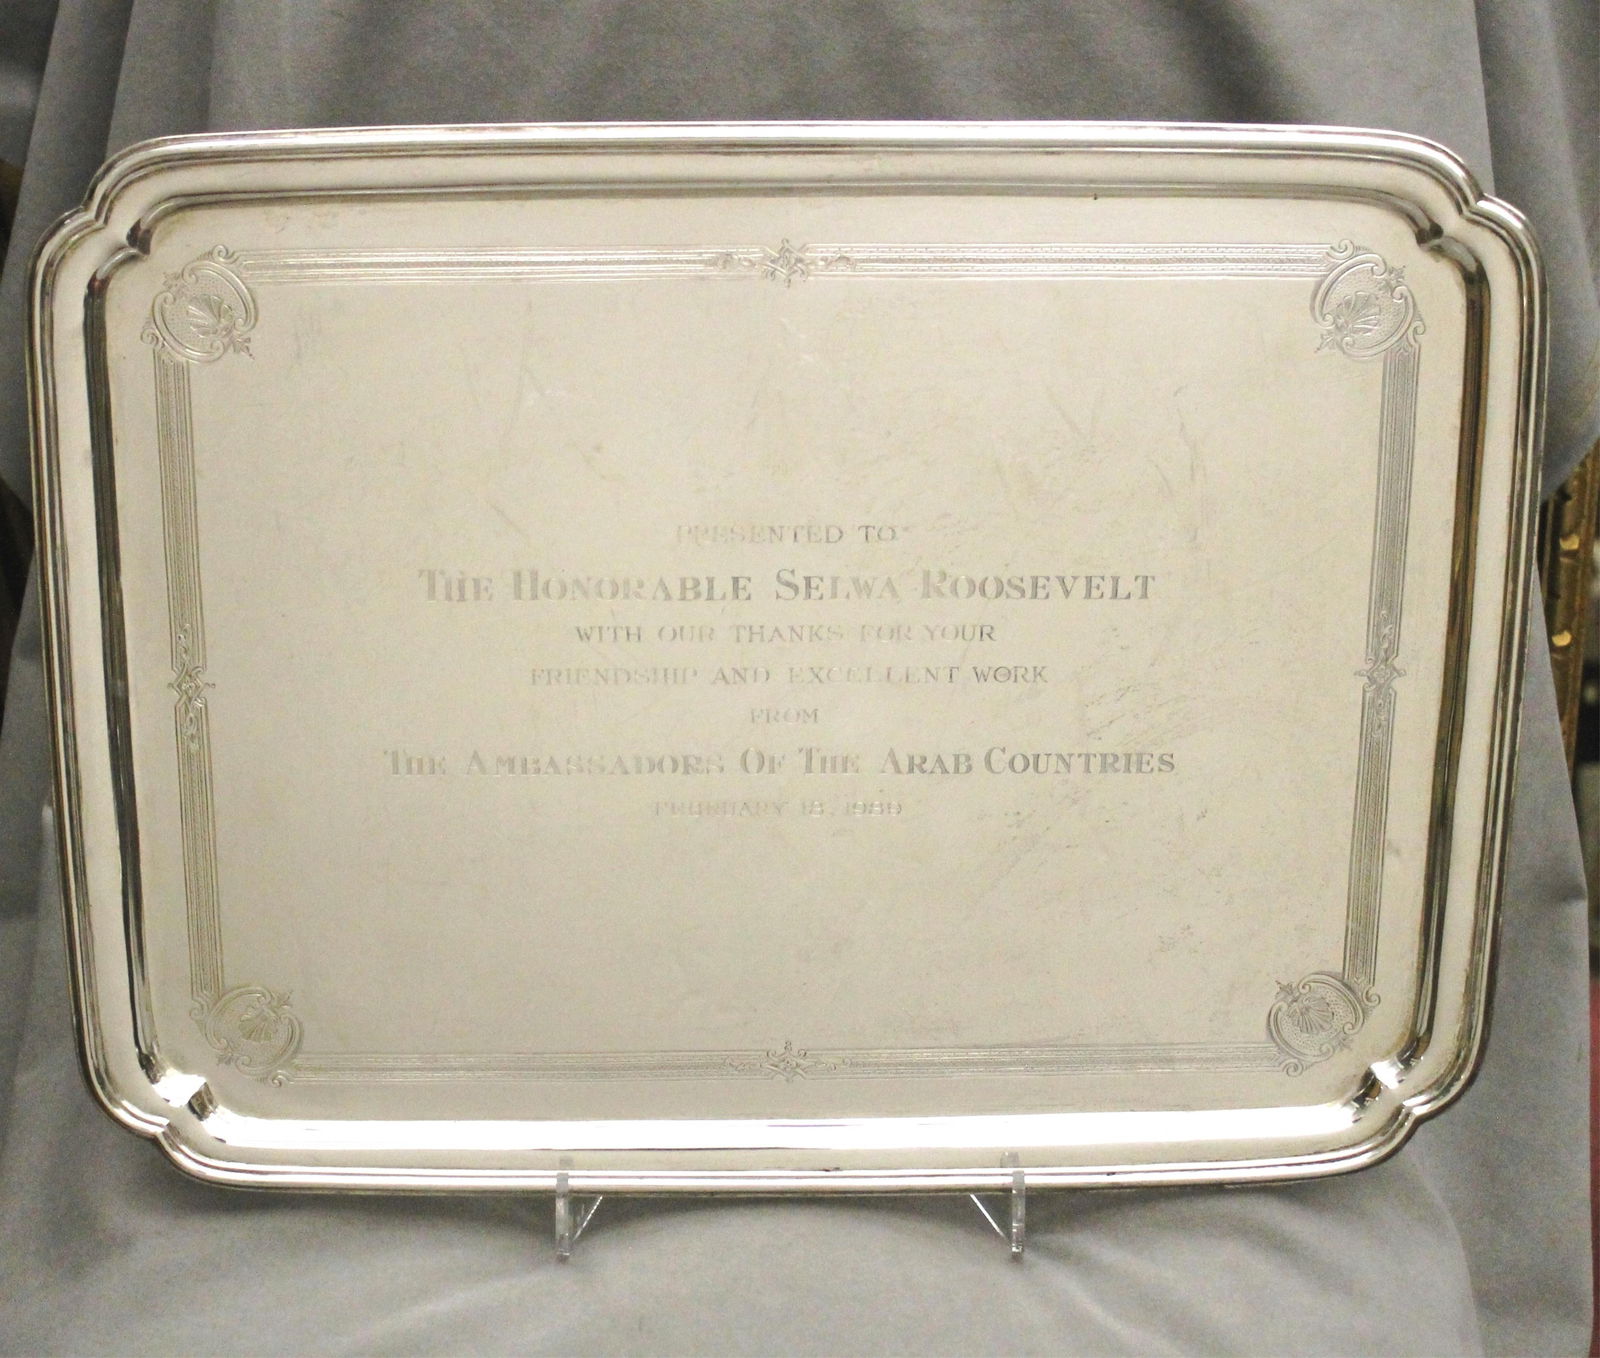 PRESENTED TO
THE HONORABLE SELWA ROOSEVELT
WITH OUR THANKS FOR YOUR
FRIENDSHIP AND EXCELLENT WORK
FROM
THE AMBASSADORS OF THE ARAB COUNTRIES
FEBRUARY 18, 1989